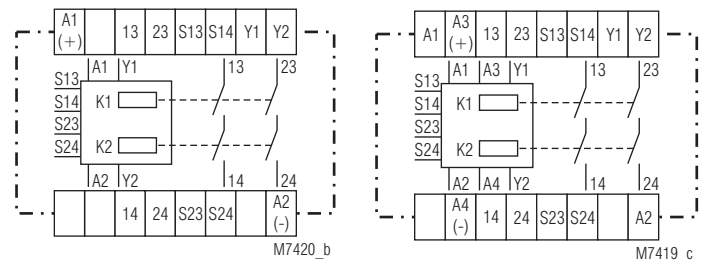 A1 (+) 13 23 S13 S14 Y1 Y2
A1 Y1 13 23
S13
S14
S23
S24
K1
K2
A2 Y2 14 24
14 24 S23 S24 A2 (-)
M7420_b
A1 A3 (+) 13 23 S13 S14 Y1 Y2
A1 A3 Y1 13 23
S13
S14
S23
S24
K1
K2
A2 A4 Y2 14 24
A4 (-) 14 24 S23 S24 A2
M7419_c